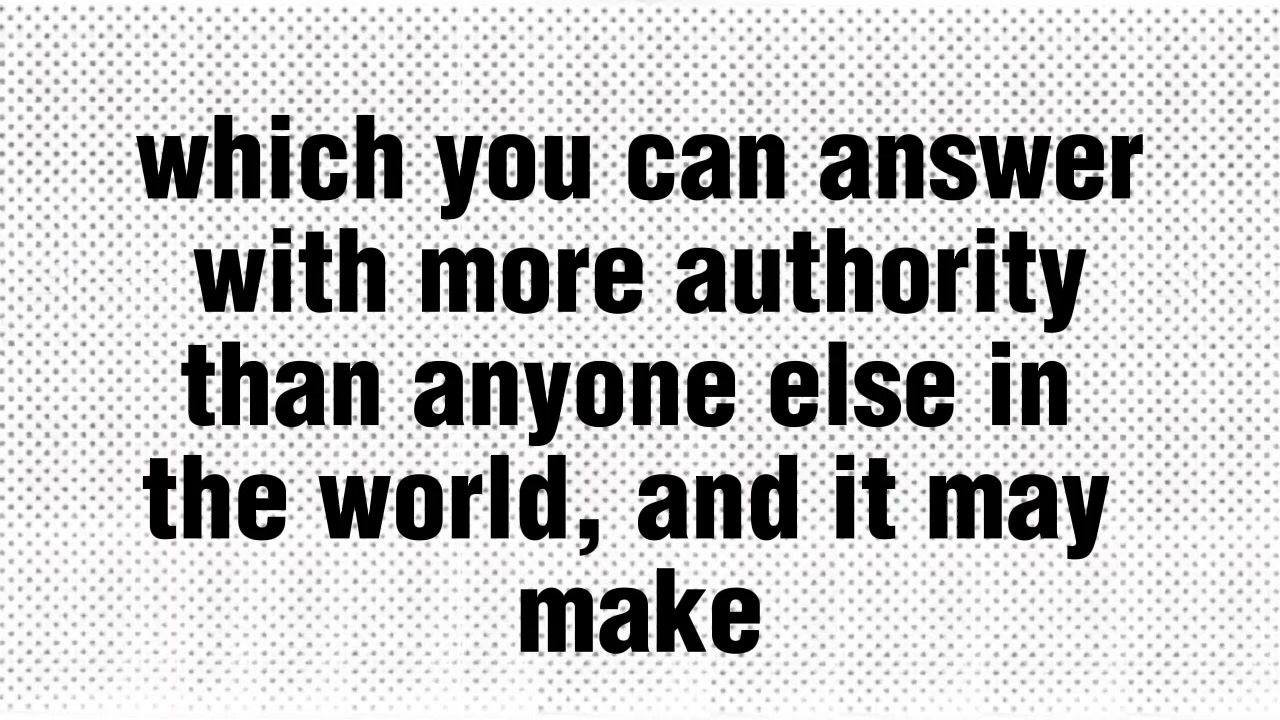 which you can answer
with more authority
than anyone else in
the world, and it may
make